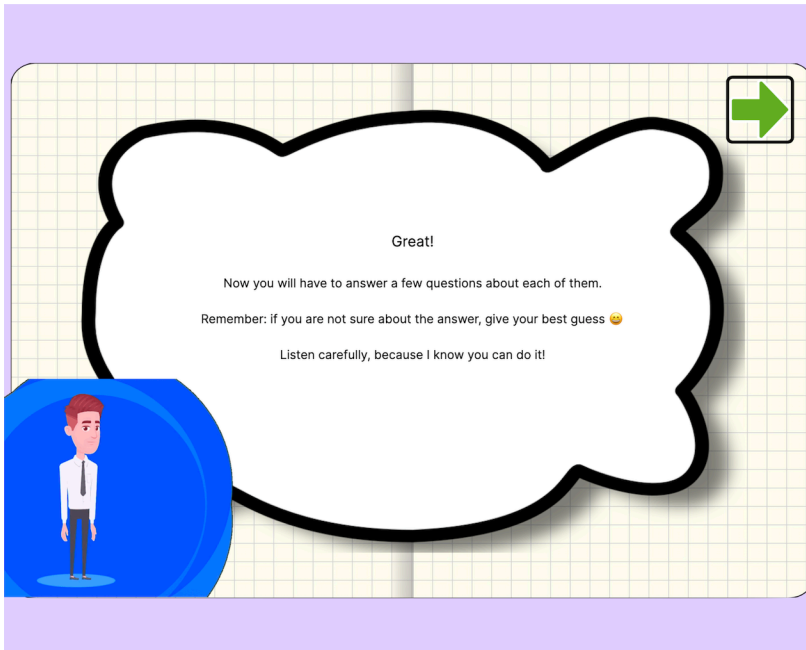 Great!
Now you will have to answer a few questions about each of them.
Remember: if you are not sure about the answer, give your best guess 😀
Listen carefully, because I know you can do it!